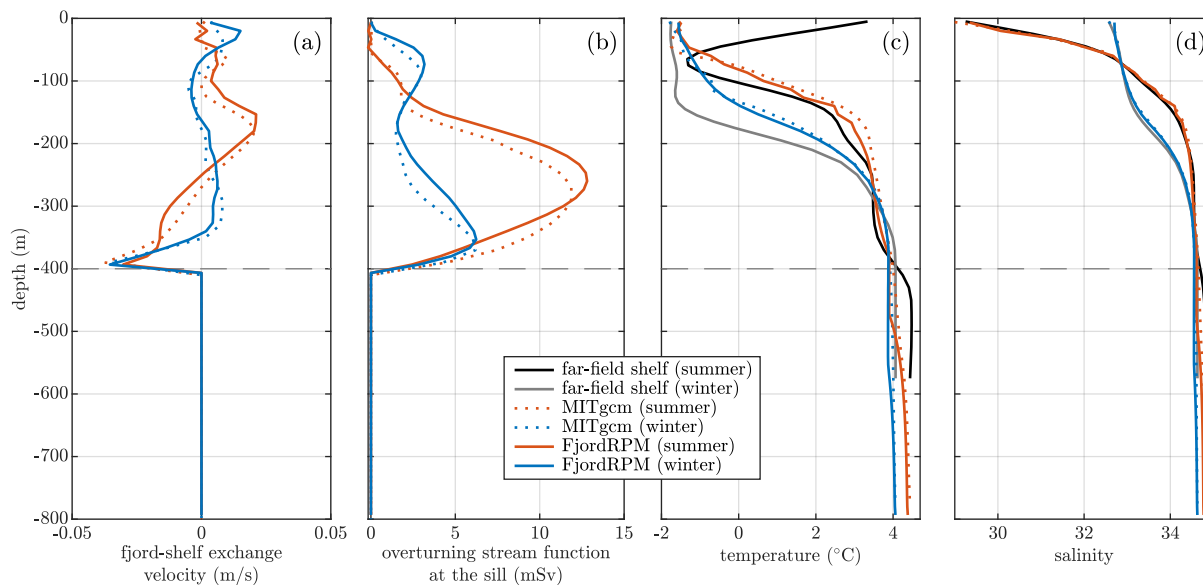 (a)
(b)
(c)
(d)
0
-100
-200
-300
-400
-500
-600
-700
-800
depth (m)
far-field shelf (summer)
far-field shelf (winter)
MITgcm (summer)
MITgcm (winter)
FjordRPM (summer)
FjordRPM (winter)
-0.05 0 0.05
0 5 10 15
-2 0 2 4
30 32 34
fjord-shelf exchange
velocity (m/s)
overturning stream function
at the sill (mSv)
temperature (°C)
salinity